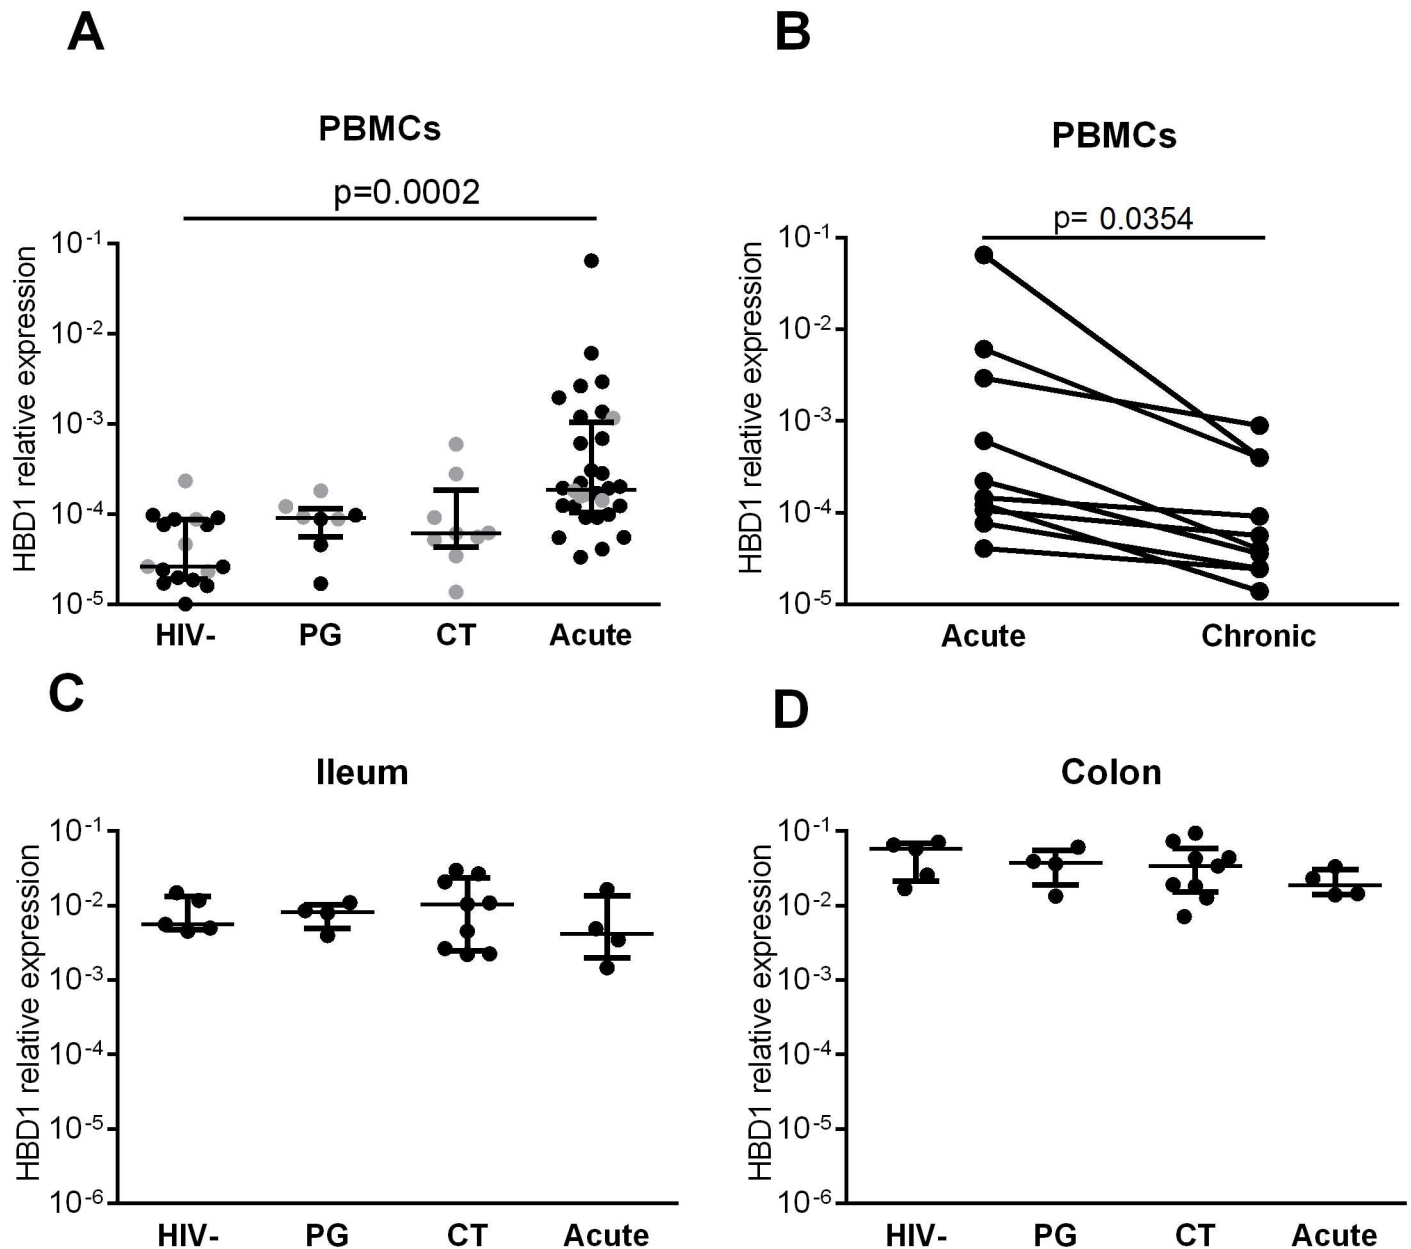 A
PBMCs
p=0.0002
HBD1 relative expression
10-1
10-2
10-3
10-4
10-5
HIV-
PG
CT
Acute
B
PBMCs
p= 0.0354
HBD1 relative expression
10-1
10-2
10-3
10-4
10-5
Acute
Chronic
C
Ileum
HBD1 relative expression
10-1
10-2
10-3
10-4
10-5
10-6
HIV-
PG
CT
Acute
D
Colon
HBD1 relative expression
10-1
10-2
10-3
10-4
10-5
10-6
HIV-
PG
CT
Acute